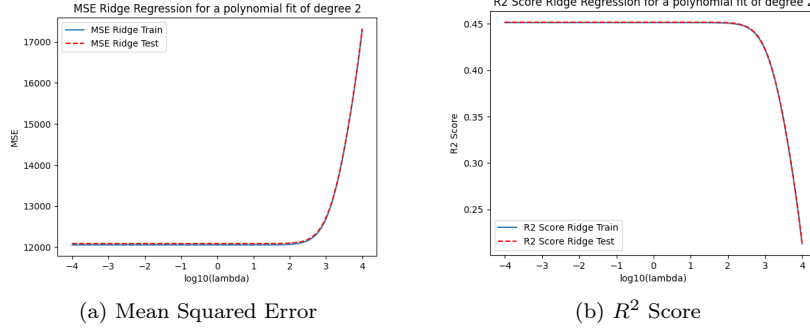 MSE Ridge Regression for a polynomial fit of degree 2
MSE Ridge Train
MSE Ridge Test
17000
16000
15000
14000
13000
12000
MSE
-4 -3 -2 -1 0 1 2 3 4
log10(lambda)
(a) Mean Squared Error
R2 Score Ridge Regression for a polynomial fit of degree 2
0.45
0.40
0.35
0.30
0.25
R2 Score
R2 Score Ridge Train
R2 Score Ridge Test
-4 -3 -2 -1 0 1 2 3 4
log10(lambda)
(b) R² Score